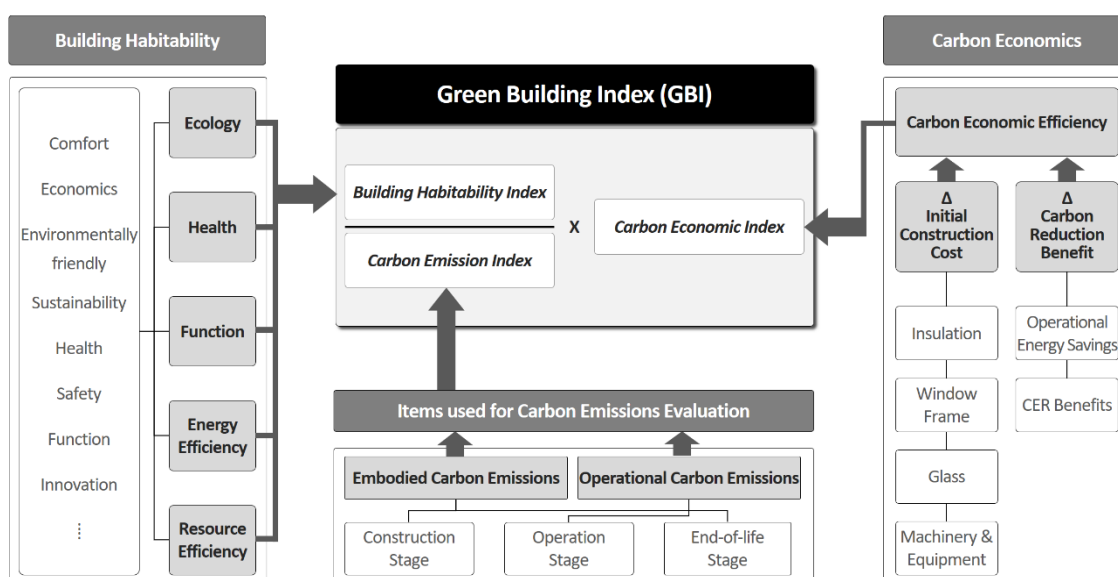 Building Habitability
Comfort
Economics
Environmentally
friendly
Sustainability
Health
Safety
Function
Innovation
⋮
Ecology
Health
Function
Energy
Efficiency
Resource
Efficiency
Green Building Index (GBI)
Building Habitability Index
Carbon Emission Index
X
Carbon Economic Index
Items used for Carbon Emissions Evaluation
Embodied Carbon Emissions
Operational Carbon Emissions
Construction
Stage
Operation
Stage
End-of-life
Stage
Carbon Economics
Carbon Economic Efficiency
Δ
Initial
Construction
Cost
Insulation
Window
Frame
Glass
Machinery &
Equipment
Δ
Carbon
Reduction
Benefit
Operational
Energy Savings
CER Benefits